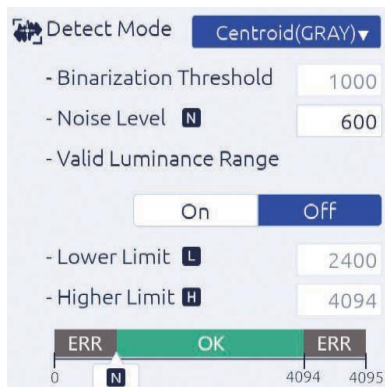 Detect Mode Centroid(GRAY)▼
- Binarization Threshold 1000
- Noise Level N 600
- Valid Luminance Range
On Off
- Lower Limit L 2400
- Higher Limit H 4094
ERR OK ERR
0 N 4094 4095